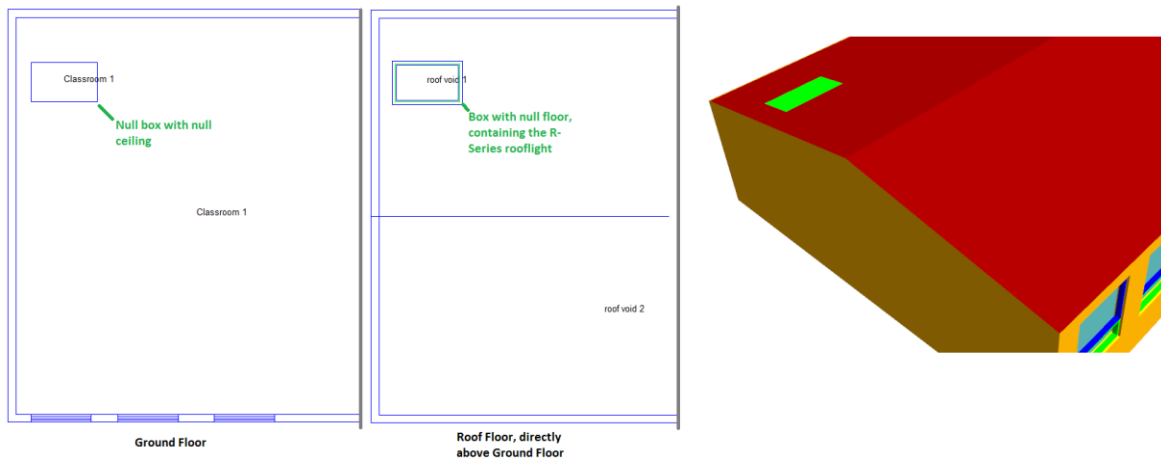 Classroom 1
Null box with null
ceiling
Classroom 1
Ground Floor
roof void 1
Box with null floor,
containing the R-
Series rooflight
roof void 2
Roof Floor, directly
above Ground Floor